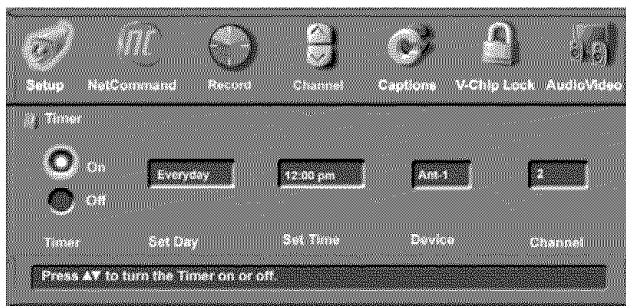 Setup NetCommand Record Channel Captions V-Chip Lock AudioVideo
Timer
On
Everyday 12:00 pm Ant-1 2
Off
Timer Set Day Set Time Device Channel
Press ▲▼ to turn the Timer on or off.